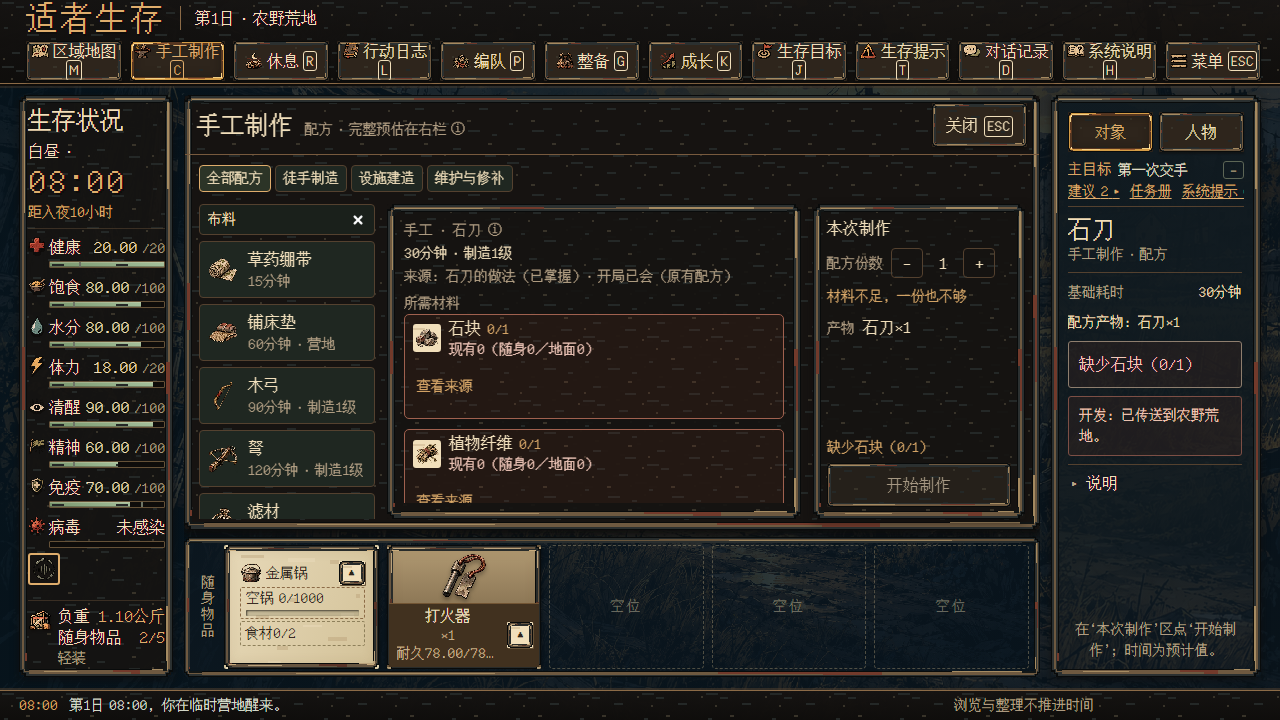 适者生存
第1日 · 农野荒地
区域地图 M
手工制作 C
休息 R
行动日志 L
编队 P
整备 G
成长 K
生存目标 J
生存提示 T
对话记录 D
系统说明 H
菜单 ESC
生存状况
白昼 ·
08:00
距入夜10小时
健康 20.00 /20
饱食 80.00 /100
水分 80.00 /100
体力 18.00 /20
清醒 90.00 /100
精神 60.00 /100
免疫 70.00 /100
病毒 未感染
负重 1.10公斤
随身物品 2/5
轻装
手工制作 配方 · 完整预估在右栏 ⓘ
关闭 ESC
全部配方 徒手制造 设施建造 维护与修补
布料 ×
草药绷带
15分钟
铺床垫
60分钟 · 营地
木弓
90分钟 · 制造1级
弩
120分钟 · 制造1级
滤材
手工 · 石刀 ⓘ
30分钟 · 制造1级
来源: 石刀的做法（已掌握）· 开局已会（原有配方）
所需材料
石块 0/1
现有0（随身0／地面0）
查看来源
植物纤维 0/1
现有0（随身0／地面0）
查看来源
本次制作
配方份数 − 1 +
材料不足，一份也不够
产物 石刀×1
缺少石块（0/1）
开始制作
随身物品
金属锅
空锅 0/1000
食材0/2
打火器
×1
耐久78.00/78…
空位
空位
空位
对象 人物
主目标 第一次交手 −
建议 2 ▸ 任务册 系统提示
石刀
手工制作 · 配方
基础耗时 30分钟
配方产物: 石刀×1
缺少石块（0/1）
开发: 已传送到农野荒
地。
▸ 说明
在‘本次制作’区点‘开始制
作’; 时间为预计值。
08:00 第1日 08:00, 你在临时营地醒来。
浏览与整理不推进时间